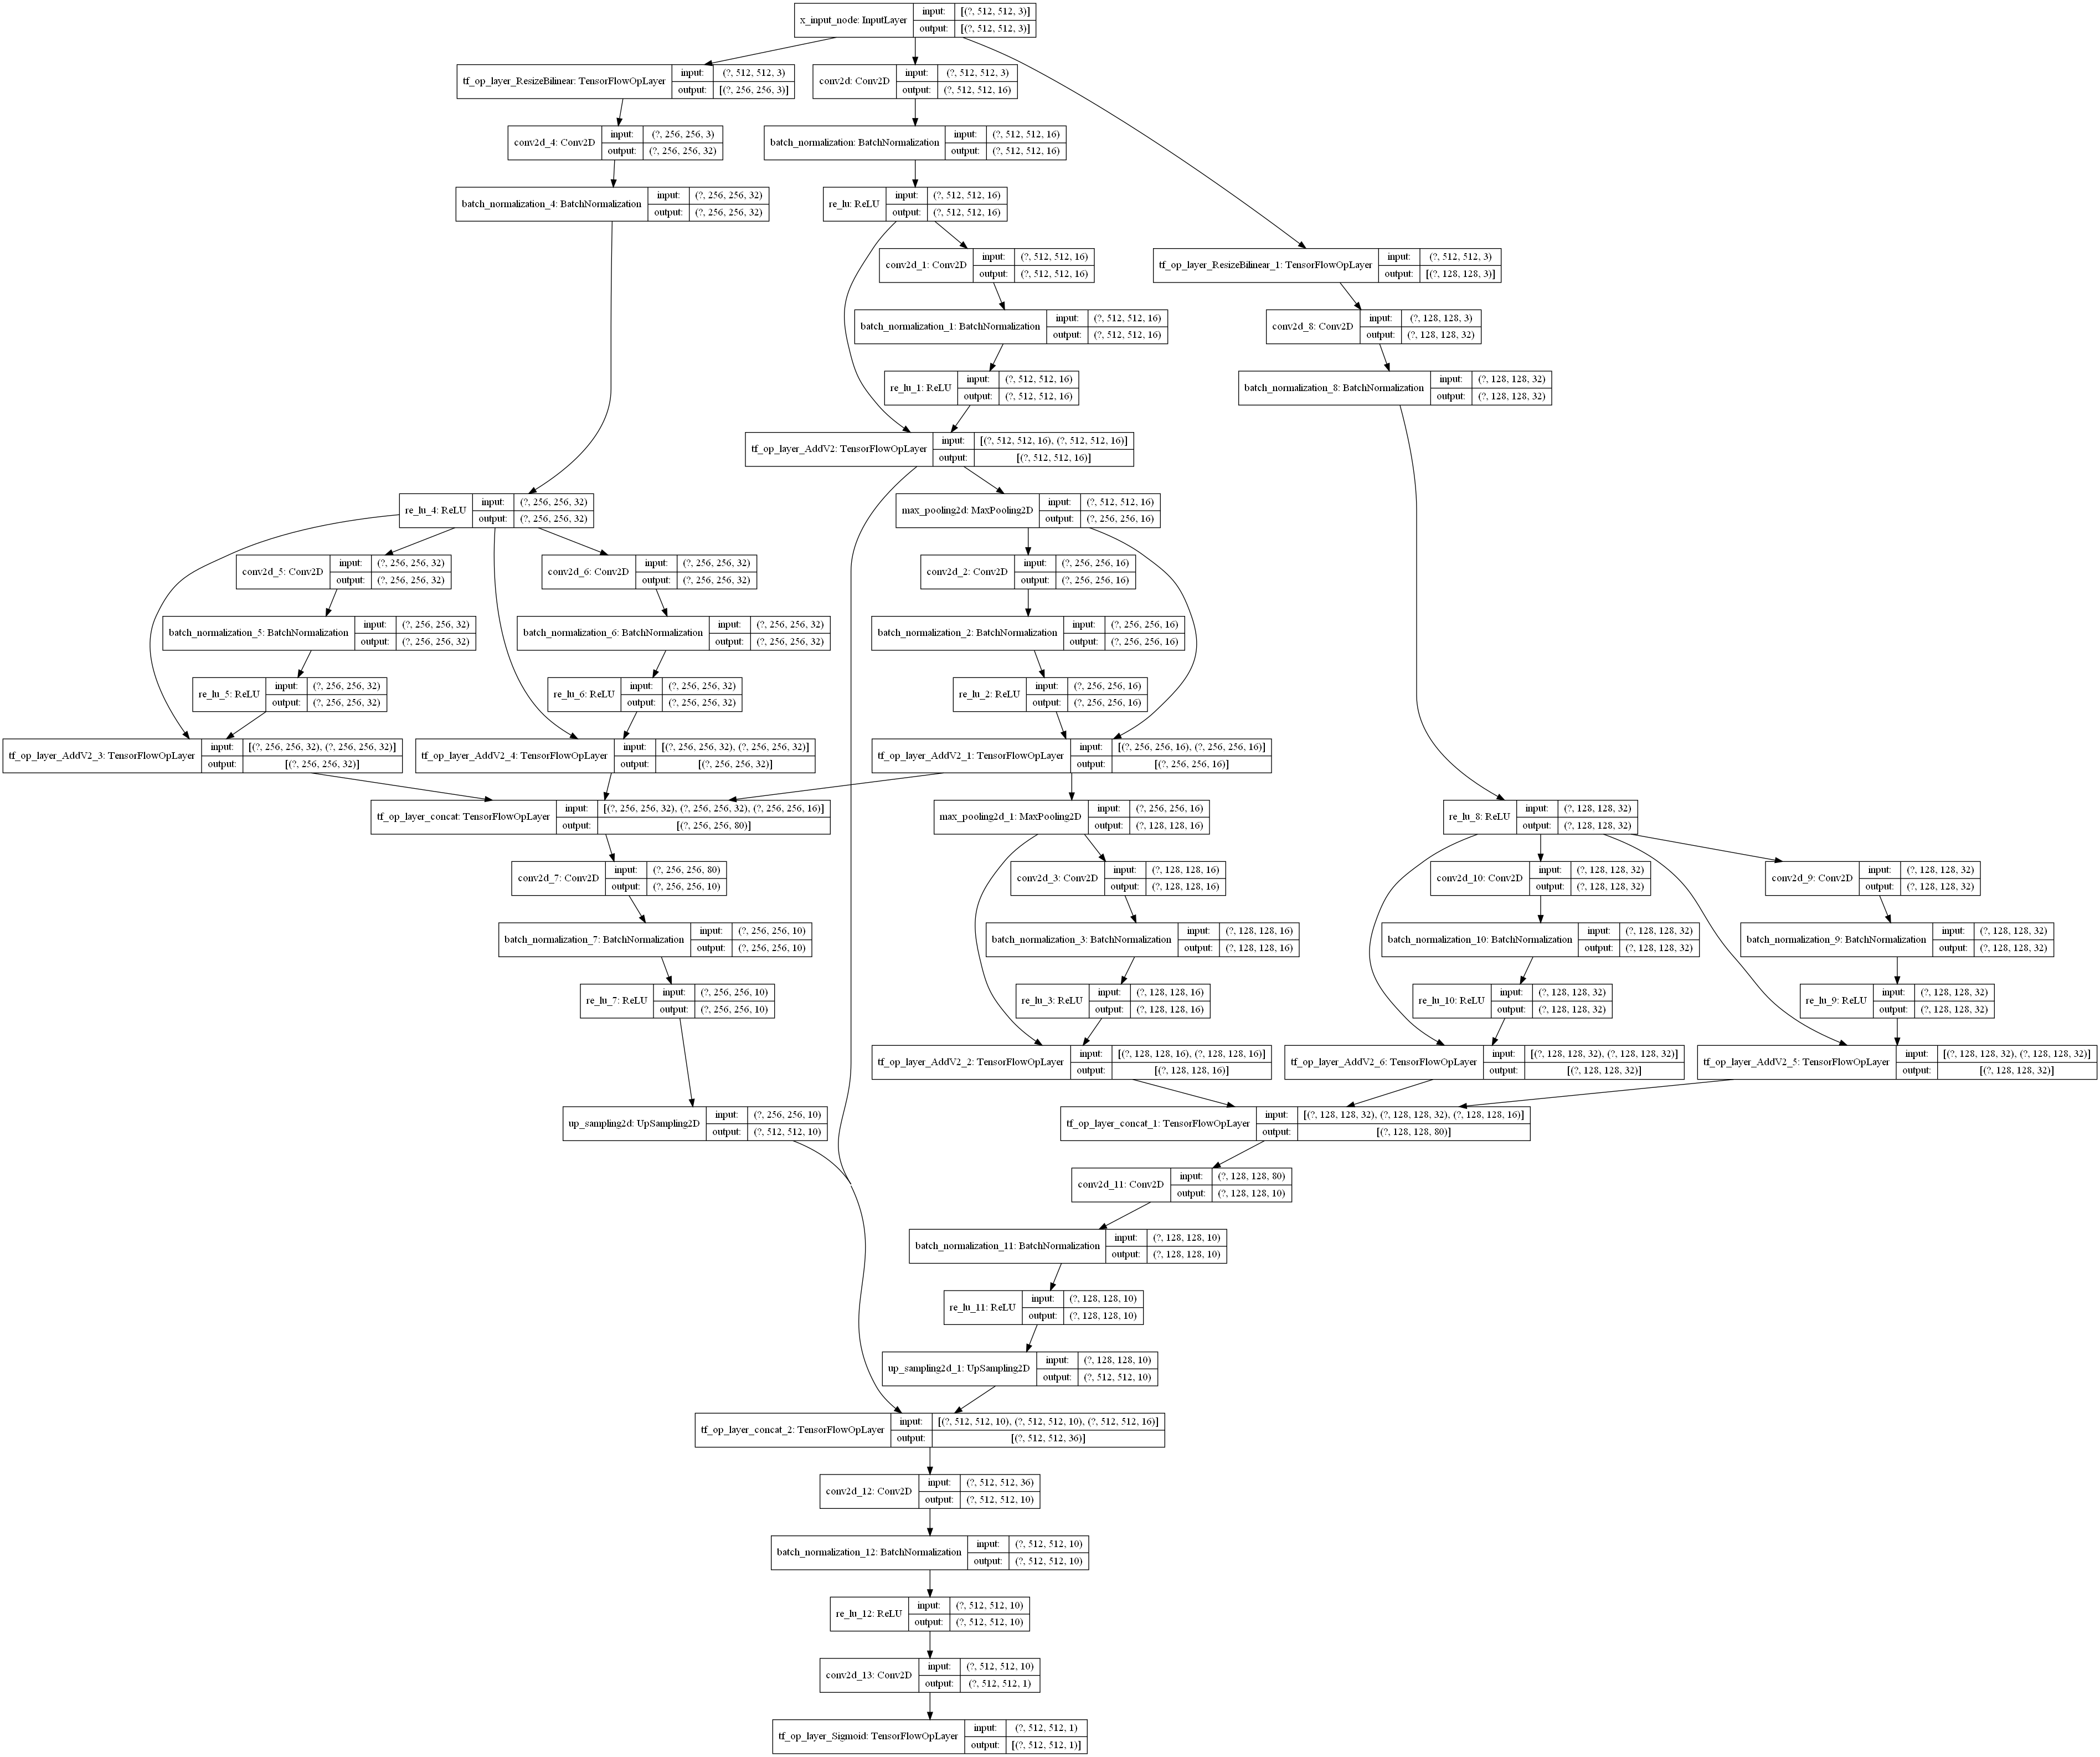 x_input_node: InputLayer
input: [(?, 512, 512, 3)]
output: [(?, 512, 512, 3)]
tf_op_layer_ResizeBilinear: TensorFlowOpLayer
input: (?, 512, 512, 3)
output: [(?, 256, 256, 3)]
conv2d: Conv2D
input: (?, 512, 512, 3)
output: (?, 512, 512, 16)
conv2d_4: Conv2D
input: (?, 256, 256, 3)
output: (?, 256, 256, 32)
batch_normalization: BatchNormalization
input: (?, 512, 512, 16)
output: (?, 512, 512, 16)
batch_normalization_4: BatchNormalization
input: (?, 256, 256, 32)
output: (?, 256, 256, 32)
re_lu: ReLU
input: (?, 512, 512, 16)
output: (?, 512, 512, 16)
conv2d_1: Conv2D
input: (?, 512, 512, 16)
output: (?, 512, 512, 16)
tf_op_layer_ResizeBilinear_1: TensorFlowOpLayer
input: (?, 512, 512, 3)
output: [(?, 128, 128, 3)]
batch_normalization_1: BatchNormalization
input: (?, 512, 512, 16)
output: (?, 512, 512, 16)
conv2d_8: Conv2D
input: (?, 128, 128, 3)
output: (?, 128, 128, 32)
re_lu_1: ReLU
input: (?, 512, 512, 16)
output: (?, 512, 512, 16)
batch_normalization_8: BatchNormalization
input: (?, 128, 128, 32)
output: (?, 128, 128, 32)
tf_op_layer_AddV2: TensorFlowOpLayer
input: [(?, 512, 512, 16), (?, 512, 512, 16)]
output: [(?, 512, 512, 16)]
re_lu_4: ReLU
input: (?, 256, 256, 32)
output: (?, 256, 256, 32)
max_pooling2d: MaxPooling2D
input: (?, 512, 512, 16)
output: (?, 256, 256, 16)
conv2d_5: Conv2D
input: (?, 256, 256, 32)
output: (?, 256, 256, 32)
conv2d_6: Conv2D
input: (?, 256, 256, 32)
output: (?, 256, 256, 32)
conv2d_2: Conv2D
input: (?, 256, 256, 16)
output: (?, 256, 256, 16)
batch_normalization_5: BatchNormalization
input: (?, 256, 256, 32)
output: (?, 256, 256, 32)
batch_normalization_6: BatchNormalization
input: (?, 256, 256, 32)
output: (?, 256, 256, 32)
batch_normalization_2: BatchNormalization
input: (?, 256, 256, 16)
output: (?, 256, 256, 16)
re_lu_5: ReLU
input: (?, 256, 256, 32)
output: (?, 256, 256, 32)
re_lu_6: ReLU
input: (?, 256, 256, 32)
output: (?, 256, 256, 32)
re_lu_2: ReLU
input: (?, 256, 256, 16)
output: (?, 256, 256, 16)
tf_op_layer_AddV2_3: TensorFlowOpLayer
input: [(?, 256, 256, 32), (?, 256, 256, 32)]
output: [(?, 256, 256, 32)]
tf_op_layer_AddV2_4: TensorFlowOpLayer
input: [(?, 256, 256, 32), (?, 256, 256, 32)]
output: [(?, 256, 256, 32)]
tf_op_layer_AddV2_1: TensorFlowOpLayer
input: [(?, 256, 256, 16), (?, 256, 256, 16)]
output: [(?, 256, 256, 16)]
tf_op_layer_concat: TensorFlowOpLayer
input: [(?, 256, 256, 32), (?, 256, 256, 32), (?, 256, 256, 16)]
output: [(?, 256, 256, 80)]
max_pooling2d_1: MaxPooling2D
input: (?, 256, 256, 16)
output: (?, 128, 128, 16)
re_lu_8: ReLU
input: (?, 128, 128, 32)
output: (?, 128, 128, 32)
conv2d_7: Conv2D
input: (?, 256, 256, 80)
output: (?, 256, 256, 10)
conv2d_3: Conv2D
input: (?, 128, 128, 16)
output: (?, 128, 128, 16)
conv2d_10: Conv2D
input: (?, 128, 128, 32)
output: (?, 128, 128, 32)
conv2d_9: Conv2D
input: (?, 128, 128, 32)
output: (?, 128, 128, 32)
batch_normalization_7: BatchNormalization
input: (?, 256, 256, 10)
output: (?, 256, 256, 10)
batch_normalization_3: BatchNormalization
input: (?, 128, 128, 16)
output: (?, 128, 128, 16)
batch_normalization_10: BatchNormalization
input: (?, 128, 128, 32)
output: (?, 128, 128, 32)
batch_normalization_9: BatchNormalization
input: (?, 128, 128, 32)
output: (?, 128, 128, 32)
re_lu_7: ReLU
input: (?, 256, 256, 10)
output: (?, 256, 256, 10)
re_lu_3: ReLU
input: (?, 128, 128, 16)
output: (?, 128, 128, 16)
re_lu_10: ReLU
input: (?, 128, 128, 32)
output: (?, 128, 128, 32)
re_lu_9: ReLU
input: (?, 128, 128, 32)
output: (?, 128, 128, 32)
tf_op_layer_AddV2_2: TensorFlowOpLayer
input: [(?, 128, 128, 16), (?, 128, 128, 16)]
output: [(?, 128, 128, 16)]
tf_op_layer_AddV2_6: TensorFlowOpLayer
input: [(?, 128, 128, 32), (?, 128, 128, 32)]
output: [(?, 128, 128, 32)]
tf_op_layer_AddV2_5: TensorFlowOpLayer
input: [(?, 128, 128, 32), (?, 128, 128, 32)]
output: [(?, 128, 128, 32)]
up_sampling2d: UpSampling2D
input: (?, 256, 256, 10)
output: (?, 512, 512, 10)
tf_op_layer_concat_1: TensorFlowOpLayer
input: [(?, 128, 128, 32), (?, 128, 128, 32), (?, 128, 128, 16)]
output: [(?, 128, 128, 80)]
conv2d_11: Conv2D
input: (?, 128, 128, 80)
output: (?, 128, 128, 10)
batch_normalization_11: BatchNormalization
input: (?, 128, 128, 10)
output: (?, 128, 128, 10)
re_lu_11: ReLU
input: (?, 128, 128, 10)
output: (?, 128, 128, 10)
up_sampling2d_1: UpSampling2D
input: (?, 128, 128, 10)
output: (?, 512, 512, 10)
tf_op_layer_concat_2: TensorFlowOpLayer
input: [(?, 512, 512, 10), (?, 512, 512, 10), (?, 512, 512, 16)]
output: [(?, 512, 512, 36)]
conv2d_12: Conv2D
input: (?, 512, 512, 36)
output: (?, 512, 512, 10)
batch_normalization_12: BatchNormalization
input: (?, 512, 512, 10)
output: (?, 512, 512, 10)
re_lu_12: ReLU
input: (?, 512, 512, 10)
output: (?, 512, 512, 10)
conv2d_13: Conv2D
input: (?, 512, 512, 10)
output: (?, 512, 512, 1)
tf_op_layer_Sigmoid: TensorFlowOpLayer
input: (?, 512, 512, 1)
output: [(?, 512, 512, 1)]